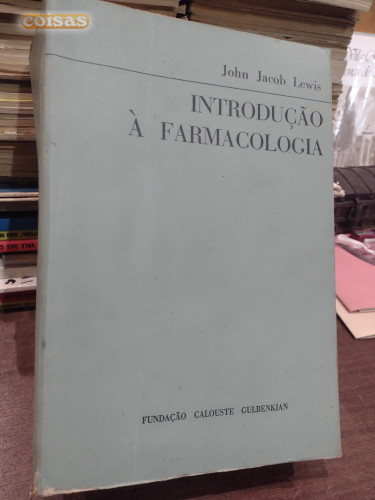 coisas
John Jacob Lewis
INTRODUÇÃO
À FARMACOLOGIA
FUNDAÇÃO CALOUSTE GULBENKIAN